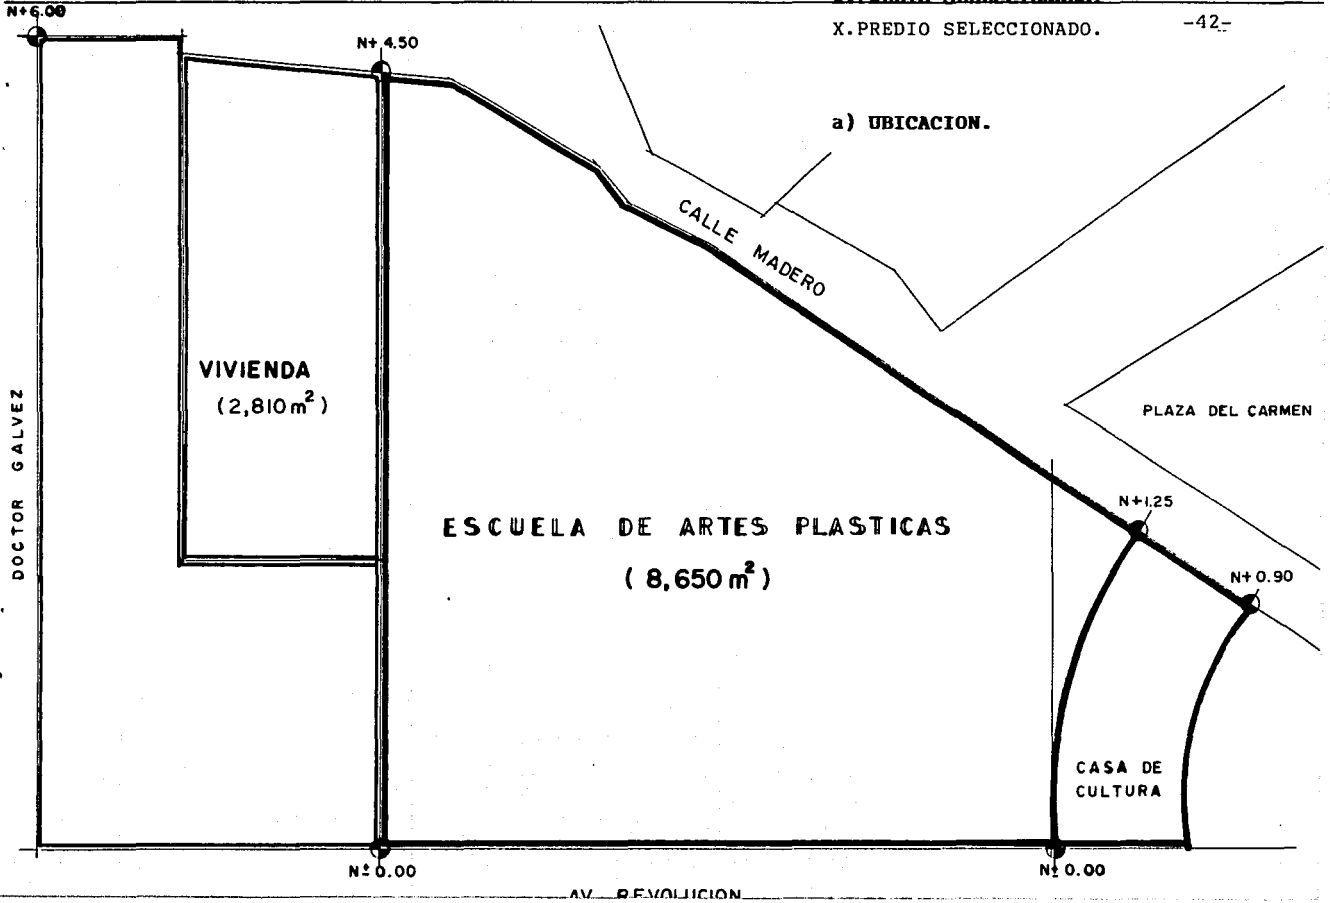 X.PREDIO SELECCIONADO.
-42-
N+6.00
N+ 4.50
a) UBICACION.
CALLE MADERO
VIVIENDA
(2,810 m²)
DOCTOR GALVEZ
PLAZA DEL CARMEN
N+1.25
ESCUELA DE ARTES PLASTICAS
(8,650 m²)
N+ 0.90
CASA DE
CULTURA
N± 0.00
N± 0.00
AV. REVOLUCION